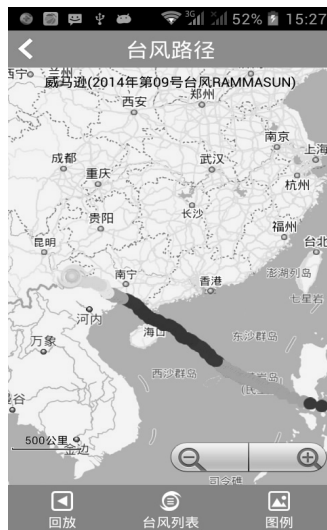 3G 52% 15:27
台风路径
西宁 兰州
威马逊(2014年第09号台风RAMMASUN)
西安 郑州
南京
上海
成都
武汉
重庆
杭州
长沙
贵阳
福州
昆明
台北
南宁
香港
澎湖列岛
七星岩
河内
海口
东沙群岛
万象
西沙群岛
500公里
金边
回放
台风列表
图例